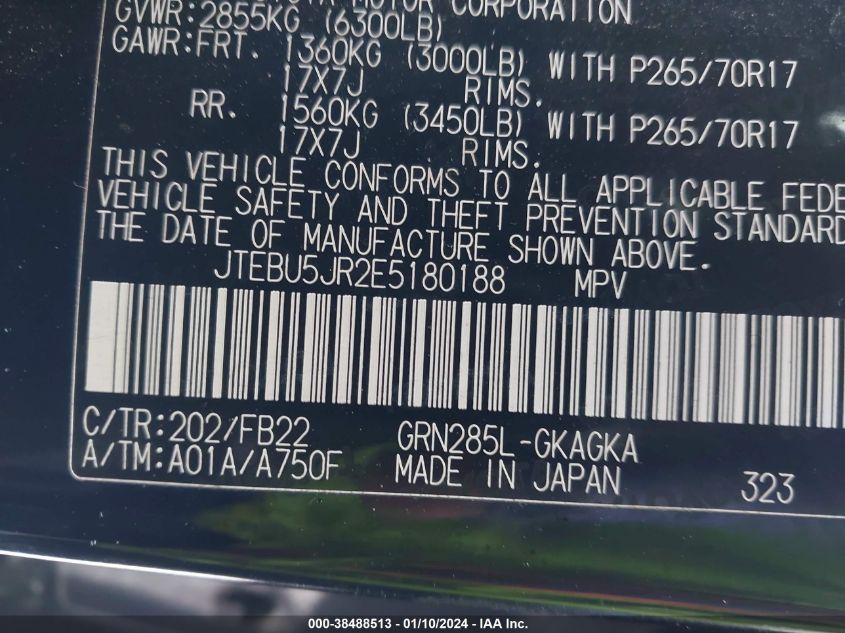 MOTOR CORPORATION
GVWR:2855KG (6300LB)
GAWR:FRT. 1360KG (3000LB) WITH P265/70R17
17X7J RIMS.
RR. 1560KG (3450LB) WITH P265/70R17
17X7J RIMS.
THIS VEHICLE CONFORMS TO ALL APPLICABLE FEDE
VEHICLE SAFETY AND THEFT PREVENTION STANDARD
THE DATE OF MANUFACTURE SHOWN ABOVE.
JTEBU5JR2E5180188 MPV
C/TR:202/FB22 GRN285L-GKAGKA
A/TM:A01A/A750F MADE IN JAPAN 323
000-38488513 - 01/10/2024 - IAA Inc.